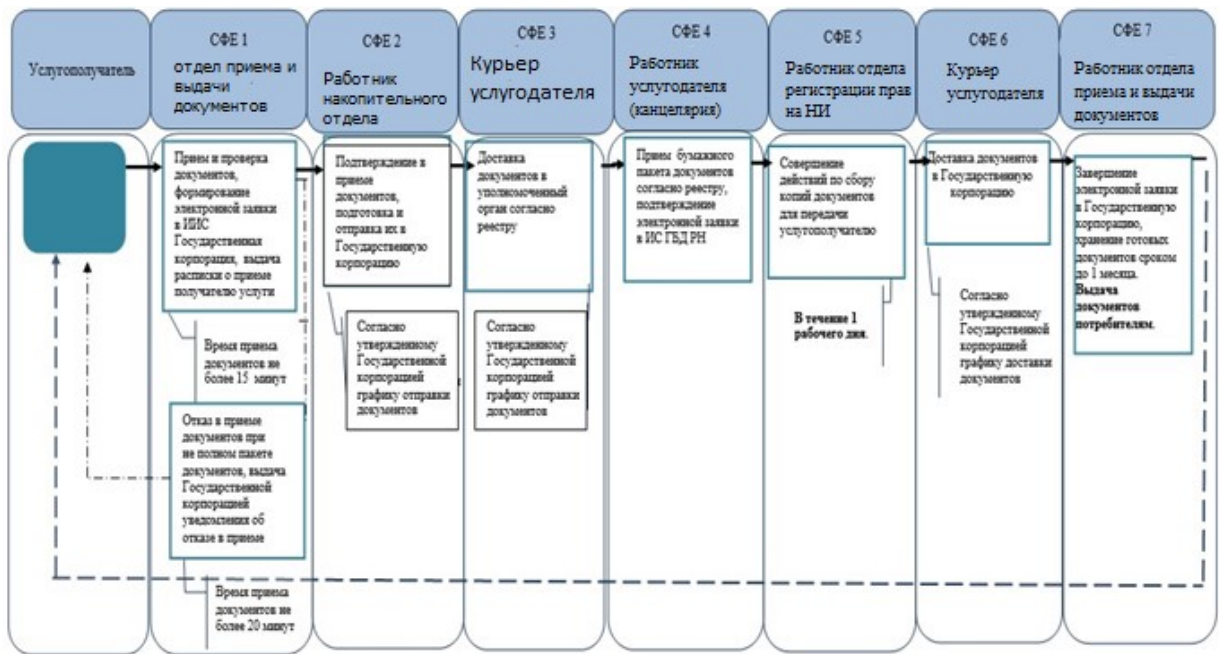 Услугополучатель
СФЕ 1
отдел приема и
выдачи
документов
СФЕ 2
Работник
накопительного
отдела
СФЕ 3
Курьер
услугодателя
СФЕ 4
Работник
услугодателя
(канцелярия)
СФЕ 5
Работник отдела
регистрации прав
на НИ
СФЕ 6
Курьер
услугодателя
СФЕ 7
Работник отдела
приема и выдачи
документов
Прием и проверка
документов,
формирование
электронной заявки
в ИИС
Государственная
корпорация, выдача
расписки о приеме
получателю услуги
Время приема
документов не
более 15 минут
Отказ в приеме
документов при
не полном пакете
документов, выдача
Государственной
корпорацией
уведомления об
отказе в приеме
Время приема
документов не
более 20 минут
Подтверждение в
приеме
документов,
подготовка и
отправка их в
Государственную
корпорацию
Согласно
утвержденному
Государственной
корпорацией
графику отправки
документов
Доставка
документов в
уполномоченный
орган согласно
реестру
Согласно
утвержденному
Государственной
корпорацией
графику отправки
документов
Прием бумажного
пакета документов
согласно реестру,
подтверждение
электронной заявки
в ИС ГБД РН
Совершение
действий по сбору
копий документов
для передачи
услугополучателю
В течение 1
рабочего дня.
Доставка документов
в Государственную
корпорацию
Согласно
утвержденному
Государственной
корпорацией
графику доставки
документов
Завершение
электронной заявки
в Государственную
корпорацию,
хранение готовых
документов сроком
до 1 месяца.
Выдача
документов
потребителям.